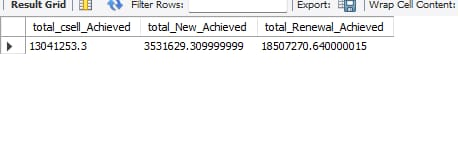 Result Grid Filter Rows: Export: Wrap Cell Content:
total_csell_Achieved total_New_Achieved total_Renewal_Achieved
13041253.3 3531629.309999999 18507270.640000015